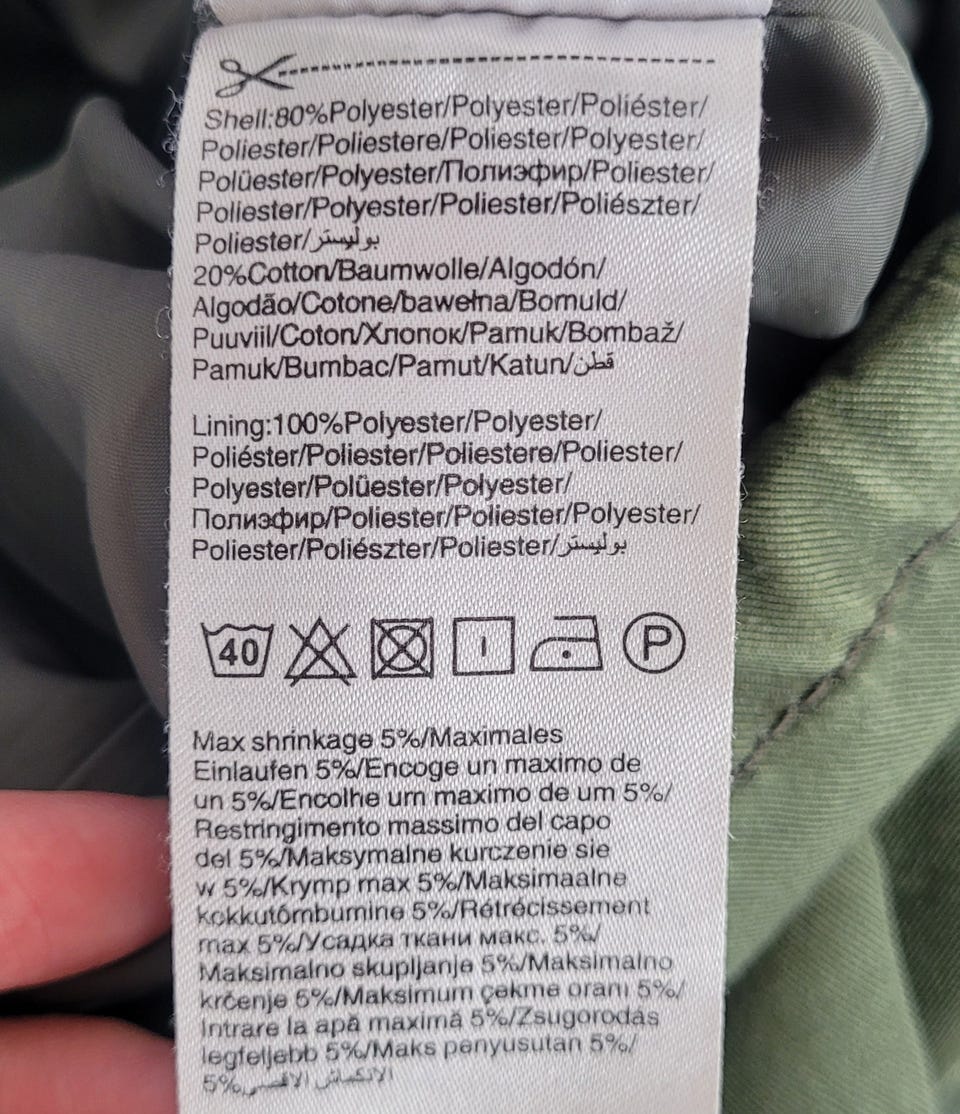 Shell:80%Polyester/Polyester/Poliéster/
Poliester/Poliestere/Poliester/Polyester/
Polüester/Polyester/Полиэфир/Poliester/
Poliester/Polyester/Poliester/Poliészter/
Poliester/بوليستر
20%Cotton/Baumwolle/Algodón/
Algodão/Cotone/bawełna/Bomuld/
Puuviil/Coton/Хлопок/Pamuk/Bombaž/
Pamuk/Bumbac/Pamut/Katun/قطن
Lining:100%Polyester/Polyester/
Poliéster/Poliester/Poliestere/Poliester/
Polyester/Polüester/Polyester/
Полиэфир/Poliester/Poliester/Polyester/
Poliester/Poliészter/Poliester/بوليستر
40 P
Max shrinkage 5%/Maximales
Einlaufen 5%/Encoge un maximo de
un 5%/Encolhe um maximo de um 5%/
Restringimento massimo del capo
del 5%/Maksymalne kurczenie sie
w 5%/Krymp max 5%/Maksimaalne
kokkutõmbumine 5%/Rétrécissement
max 5%/Усадка ткани макс. 5%/
Maksimalno skupljanje 5%/Maksimalno
krčenje 5%/Maksimum çekme oranı 5%/
Intrare la apă maximă 5%/Zsugorodás
legfeljebb 5%/Maks penyusutan 5%/
5%الانكماش الاقصى